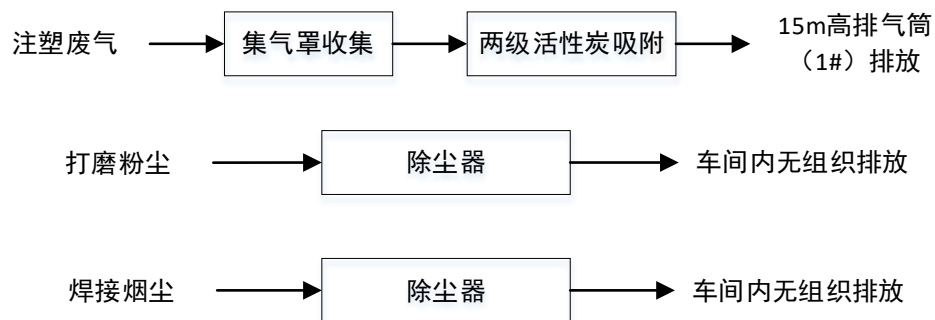 注塑废气
集气罩收集
两级活性炭吸附
15m高排气筒
（1#）排放
打磨粉尘
除尘器
车间内无组织排放
焊接烟尘
除尘器
车间内无组织排放